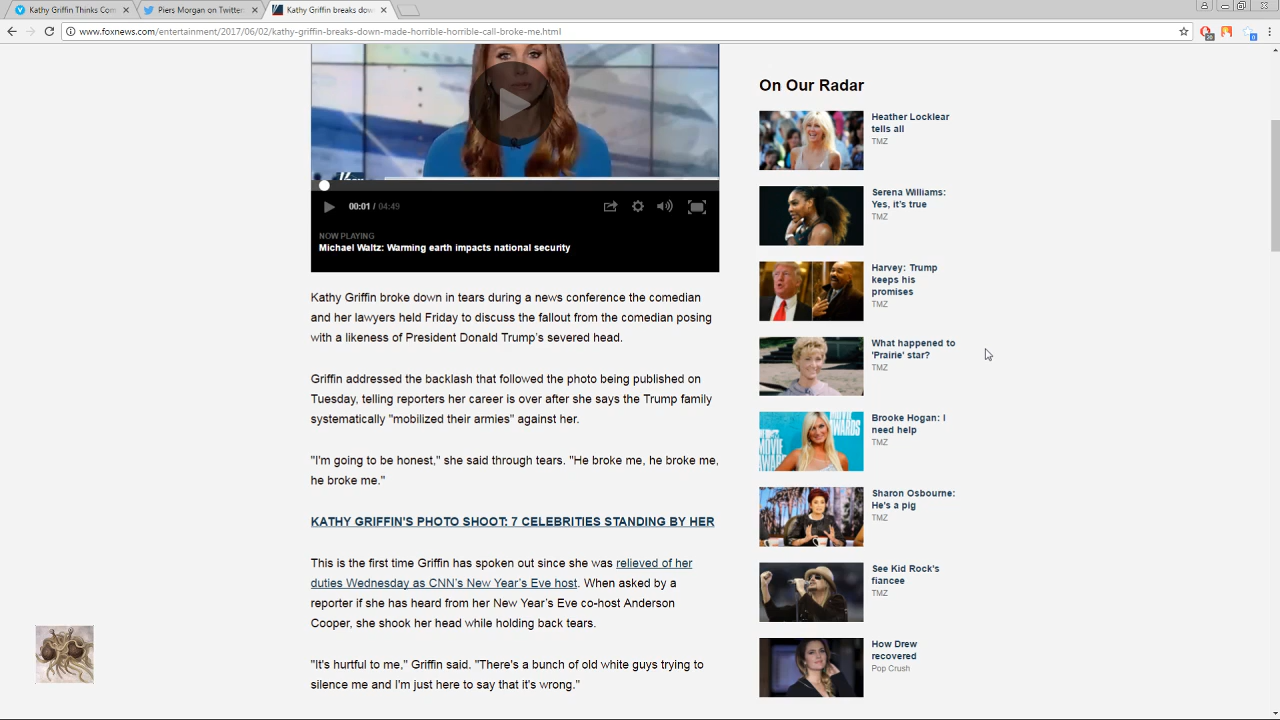 Kathy Griffin Thinks Com
Piers Morgan on Twitter:
Kathy Griffin breaks dow
www.foxnews.com/entertainment/2017/06/02/kathy-griffin-breaks-down-made-horrible-horrible-call-broke-me.html
00:01 / 04:49
NOW PLAYING
Michael Waltz: Warming earth impacts national security
Kathy Griffin broke down in tears during a news conference the comedian
and her lawyers held Friday to discuss the fallout from the comedian posing
with a likeness of President Donald Trump's severed head.
Griffin addressed the backlash that followed the photo being published on
Tuesday, telling reporters her career is over after she says the Trump family
systematically "mobilized their armies" against her.
"I'm going to be honest," she said through tears. "He broke me, he broke me,
he broke me."
KATHY GRIFFIN'S PHOTO SHOOT: 7 CELEBRITIES STANDING BY HER
This is the first time Griffin has spoken out since she was relieved of her
duties Wednesday as CNN's New Year's Eve host. When asked by a
reporter if she has heard from her New Year's Eve co-host Anderson
Cooper, she shook her head while holding back tears.
"It's hurtful to me," Griffin said. "There's a bunch of old white guys trying to
silence me and I'm just here to say that it's wrong."
On Our Radar
Heather Locklear
tells all
TMZ
Serena Williams:
Yes, it's true
TMZ
Harvey: Trump
keeps his
promises
TMZ
What happened to
'Prairie' star?
TMZ
Brooke Hogan: I
need help
TMZ
Sharon Osbourne:
He's a pig
TMZ
See Kid Rock's
fiancee
TMZ
How Drew
recovered
Pop Crush